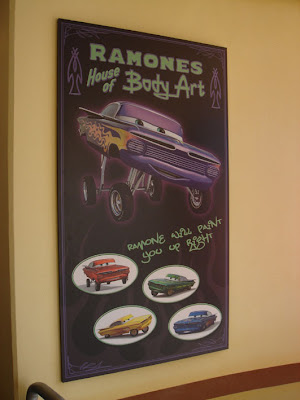 RAMONES
House
of Body Art
RAMONE WILL PAINT
YOU UP RIGHT